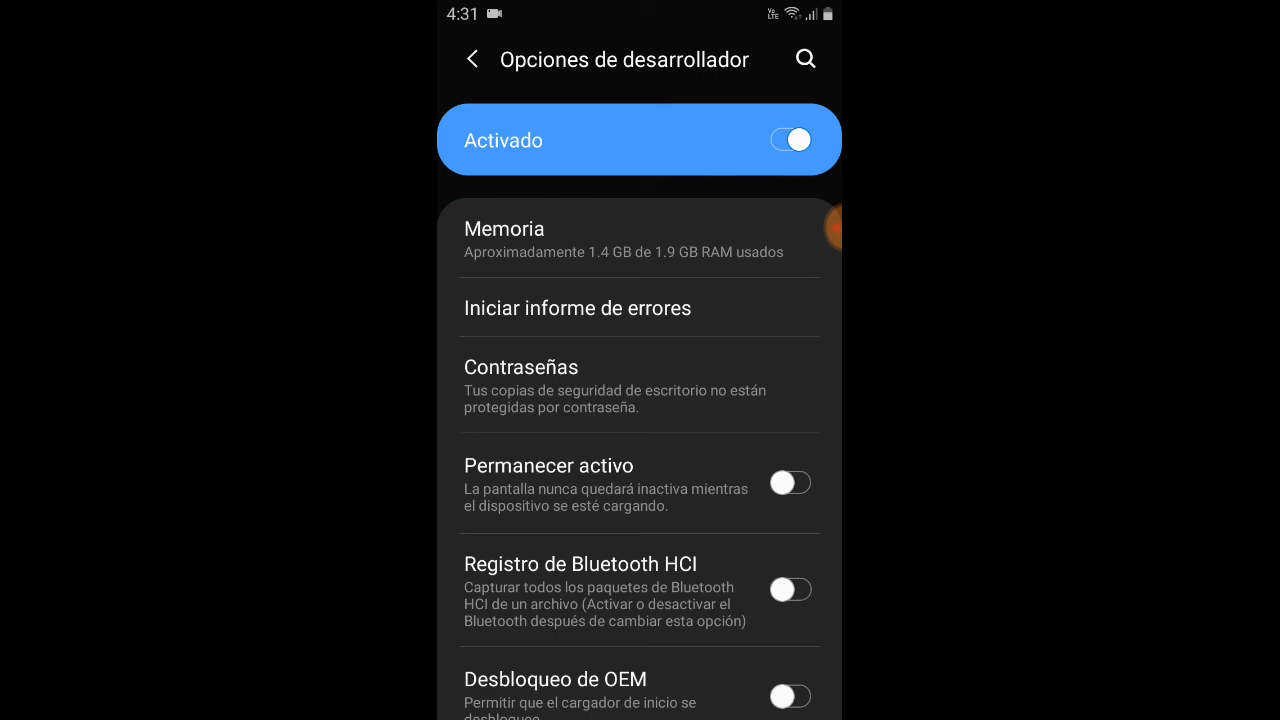 4:31
Vo
LTE
Opciones de desarrollador
Activado
Memoria
Aproximadamente 1.4 GB de 1.9 GB RAM usados
Iniciar informe de errores
Contraseñas
Tus copias de seguridad de escritorio no están
protegidas por contraseña.
Permanecer activo
La pantalla nunca quedará inactiva mientras
el dispositivo se esté cargando.
Registro de Bluetooth HCI
Capturar todos los paquetes de Bluetooth
HCI de un archivo (Activar o desactivar el
Bluetooth después de cambiar esta opción)
Desbloqueo de OEM
Permitir que el cargador de inicio se
desbloquee